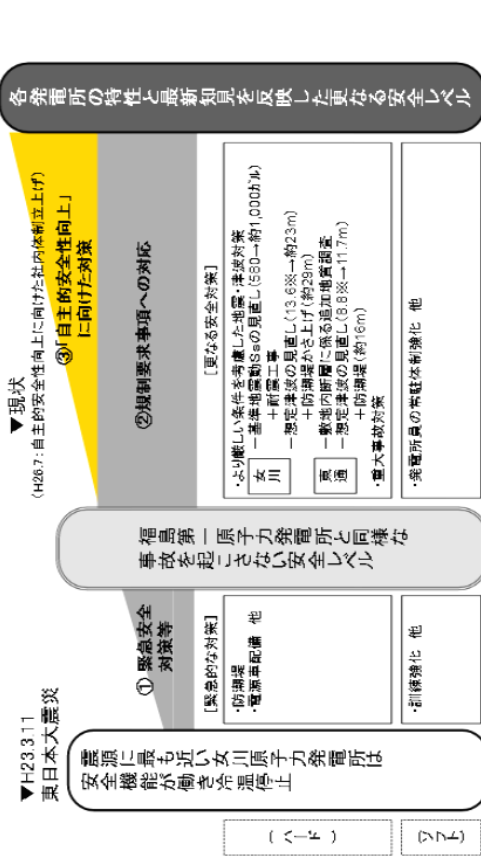 ▼H23.3.11
東日本大震災
▼現状
(H26.7:自主的安全性向上に向けた社内体制立上げ)
震源に最も近い女川原子力発電所は
安全機能が働き冷温停止
① 緊急安全
対策等
福島第一原子力発電所と同様な
事故を起こさない安全レベル
②規制要求事項への対応
③「自主的安全性向上」
に向けた対策
各発電所の特性と最新知見を反映した更なる安全レベル
(ハード)
[緊急的な対策]
・防潮堤
・電源車配備 他
[更なる安全対策]
・より厳しい条件を考慮した地震・津波対策
女川
−基準地震動Ssの見直し(580→約1,000ガル)
+耐震工事
−想定津波の見直し(13.6※→約23m)
+防潮堤かさ上げ(約29m)
東通
−敷地内断層に係る追加地質調査
−想定津波の見直し(8.8※→11.7m)
+防潮堤(約16m)
・重大事故対策
(ソフト)
・訓練強化 他
・発電所員の常駐体制強化 他